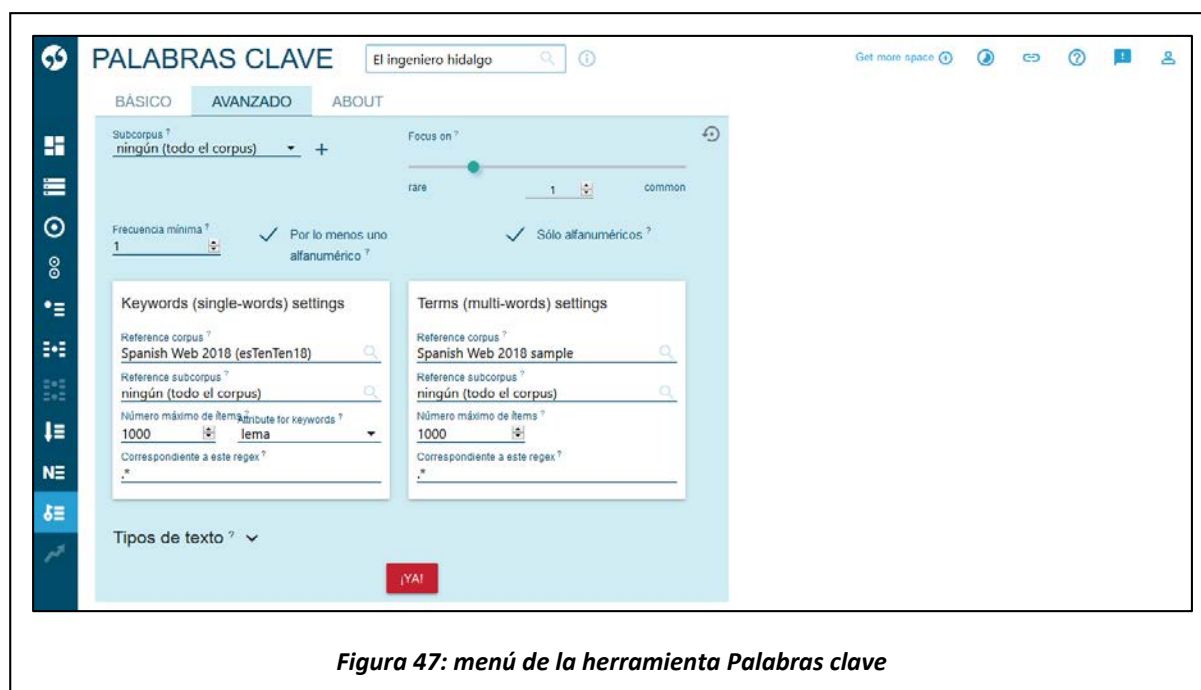 PALABRAS CLAVE El ingeniero hidalgo Get more space
BÁSICO AVANZADO ABOUT
Subcorpus ? Focus on ?
ningún (todo el corpus) +
rare 1 common
Frecuencia mínima ? Por lo menos uno Sólo alfanuméricos ?
1 alfanumérico ?
Keywords (single-words) settings Terms (multi-words) settings
Reference corpus ? Reference corpus ?
Spanish Web 2018 (esTenTen18) Spanish Web 2018 sample
Reference subcorpus ? Reference subcorpus ?
ningún (todo el corpus) ningún (todo el corpus)
Número máximo de ítems ? Attribute for keywords ? Número máximo de ítems ?
1000 lema 1000
Correspondiente a este regex ? Correspondiente a este regex ?
.* .*
Tipos de texto ?
¡YA!
Figura 47: menú de la herramienta Palabras clave